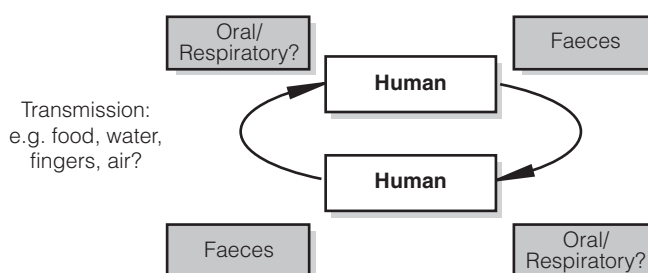 Oral/
Respiratory?
Faeces
Human
Transmission:
e.g. food, water,
fingers, air?
Human
Faeces
Oral/
Respiratory?